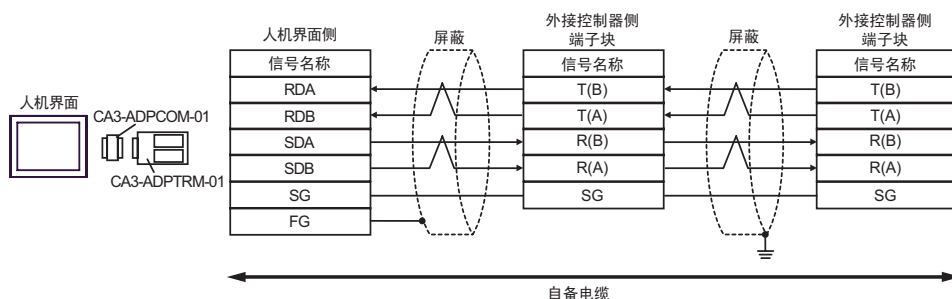 人机界面
CA3-ADPCOM-01
CA3-ADPTRM-01
人机界面侧
信号名称
RDA
RDB
SDA
SDB
SG
FG
屏蔽
外接控制器侧
端子块
信号名称
T(B)
T(A)
R(B)
R(A)
SG
屏蔽
外接控制器侧
端子块
信号名称
T(B)
T(A)
R(B)
R(A)
SG
自备电缆